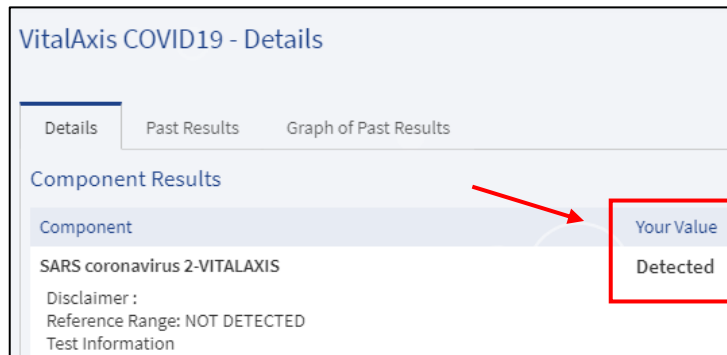 VitalAxis COVID19 - Details
Details Past Results Graph of Past Results
Component Results
Component Your Value
SARS coronavirus 2-VITALAXIS Detected
Disclaimer :
Reference Range: NOT DETECTED
Test Information